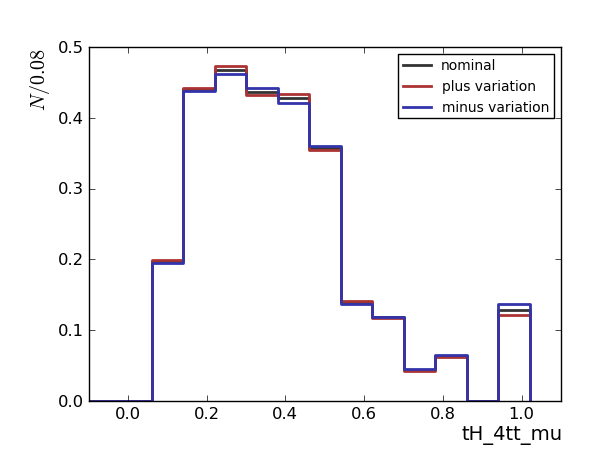 N/0.08
0.5
0.4
0.3
0.2
0.1
0.0
nominal
plus variation
minus variation
0.0 0.2 0.4 0.6 0.8 1.0
tH_4tt_mu